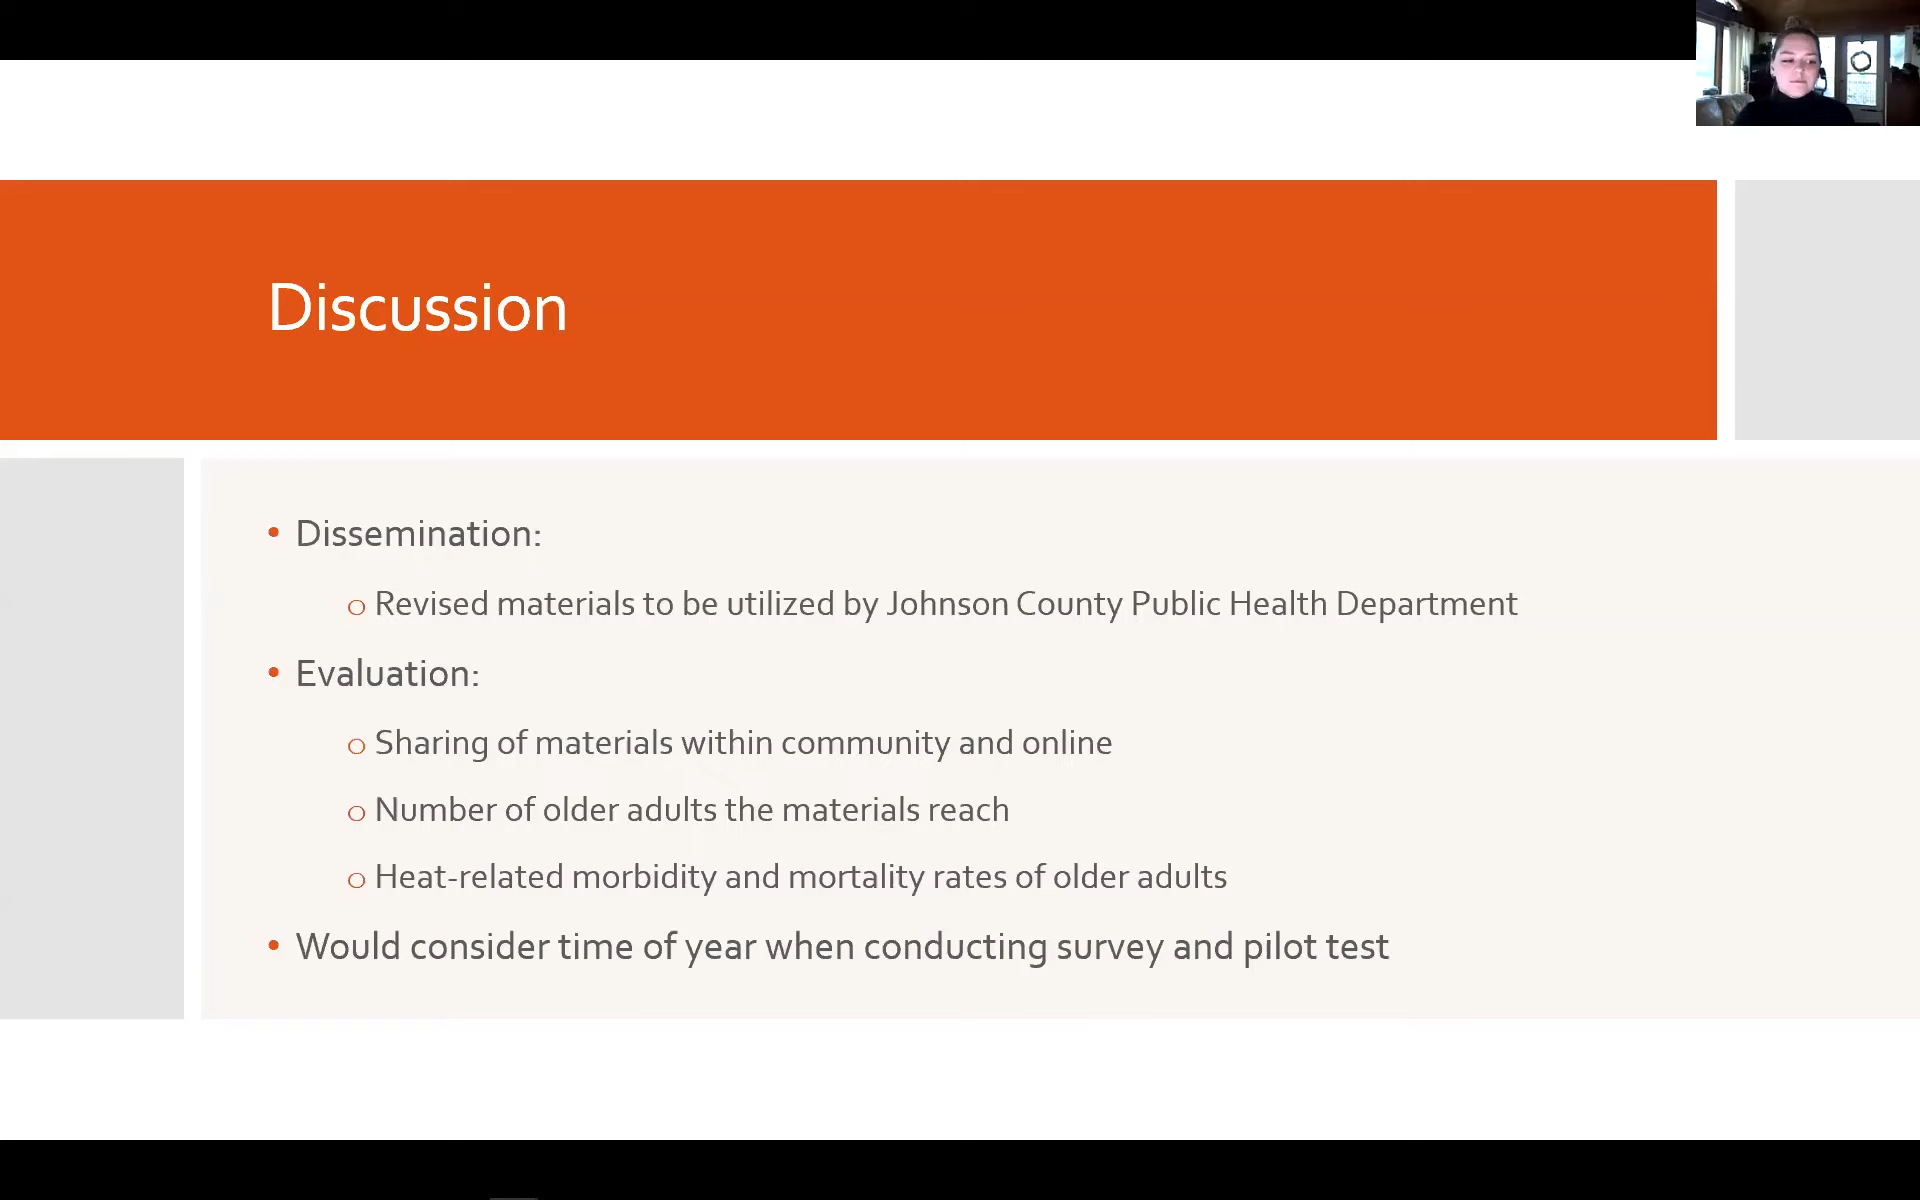 Discussion
• Dissemination:
o Revised materials to be utilized by Johnson County Public Health Department
• Evaluation:
o Sharing of materials within community and online
o Number of older adults the materials reach
o Heat-related morbidity and mortality rates of older adults
• Would consider time of year when conducting survey and pilot test